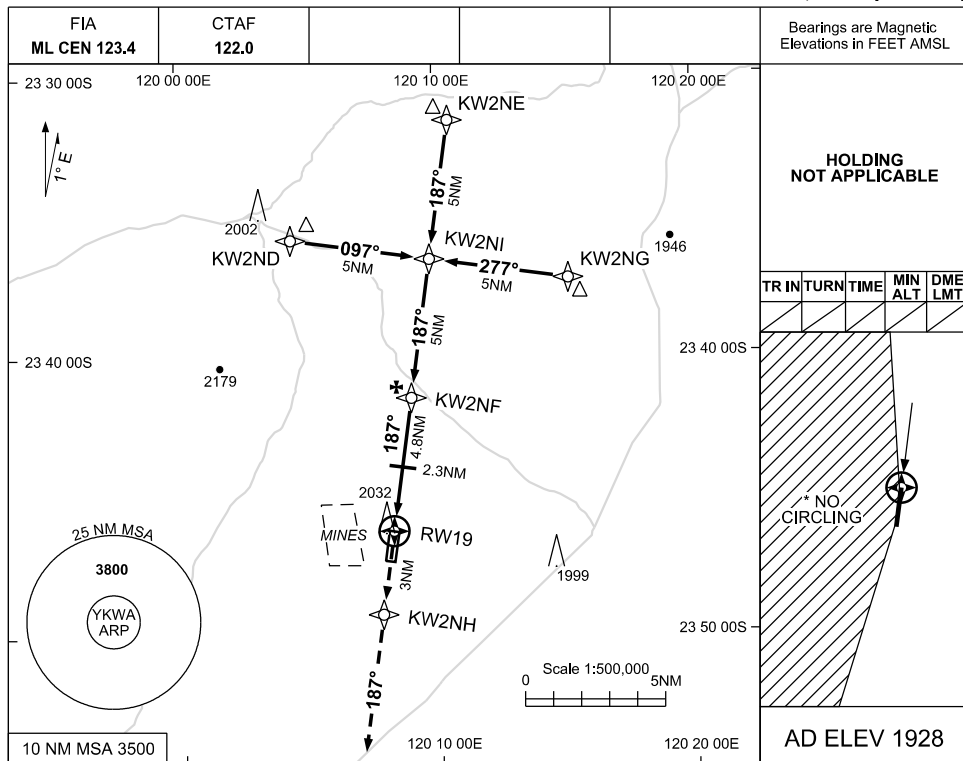 FIA
ML CEN 123.4
CTAF
122.0
Bearings are Magnetic
Elevations in FEET AMSL
120 00 00E
120 10 00E
120 20 00E
23 30 00S
1° E
KW2NE
187°
5NM
2002
KW2ND
097°
5NM
KW2NI
277°
5NM
KW2NG
1946
187°
5NM
23 40 00S
23 40 00S
2179
KW2NF
187°
4.8NM
2.3NM
2032
MINES
RW19
3NM
1999
KW2NH
187°
25 NM MSA
3800
YKWA
ARP
23 50 00S
Scale 1:500,000
0
5NM
10 NM MSA 3500
120 10 00E
120 20 00E
HOLDING
NOT APPLICABLE
TR IN
TURN
TIME
MIN
ALT
DME
LMT
* NO
CIRCLING
AD ELEV 1928